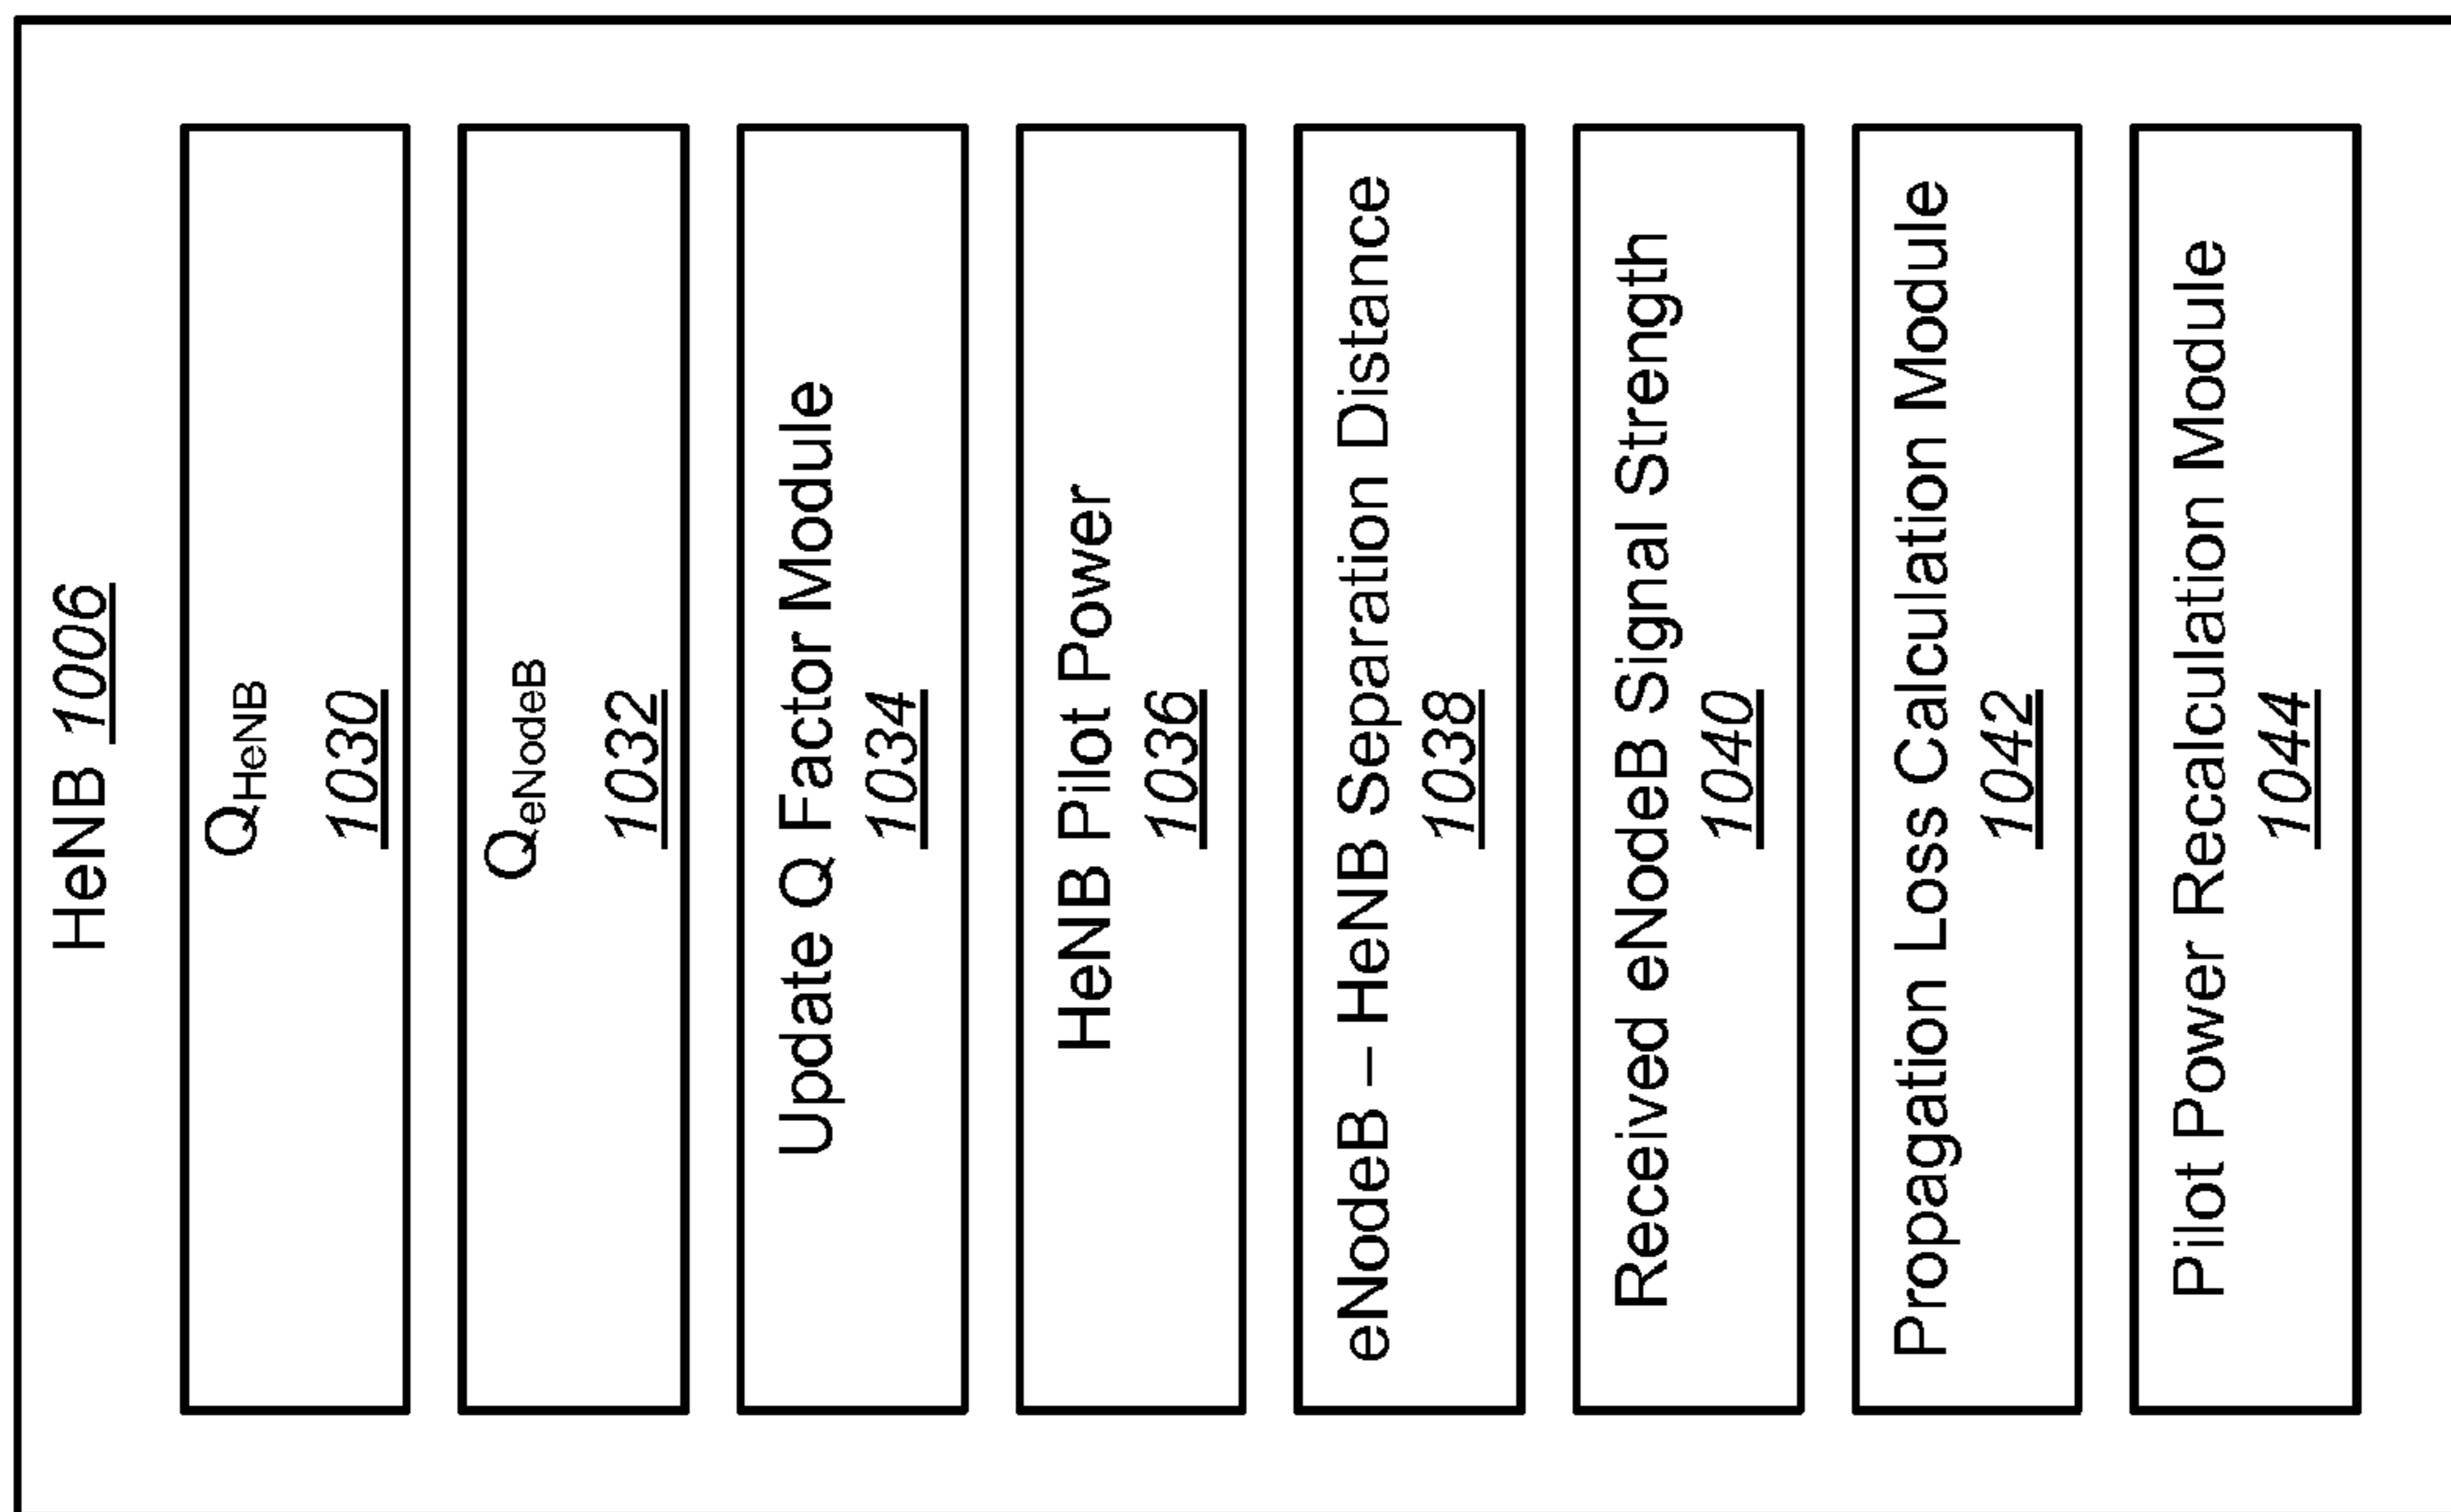 HeNB 1006
QHeNB
1030
QeNodeB
1032
Update Q Factor Module
1034
HeNB Pilot Power
1036
eNodeB – HeNB Separation Distance
1038
Received eNodeB Signal Strength
1040
Propagation Loss Calculation Module
1042
Pilot Power Recalculation Module
1044